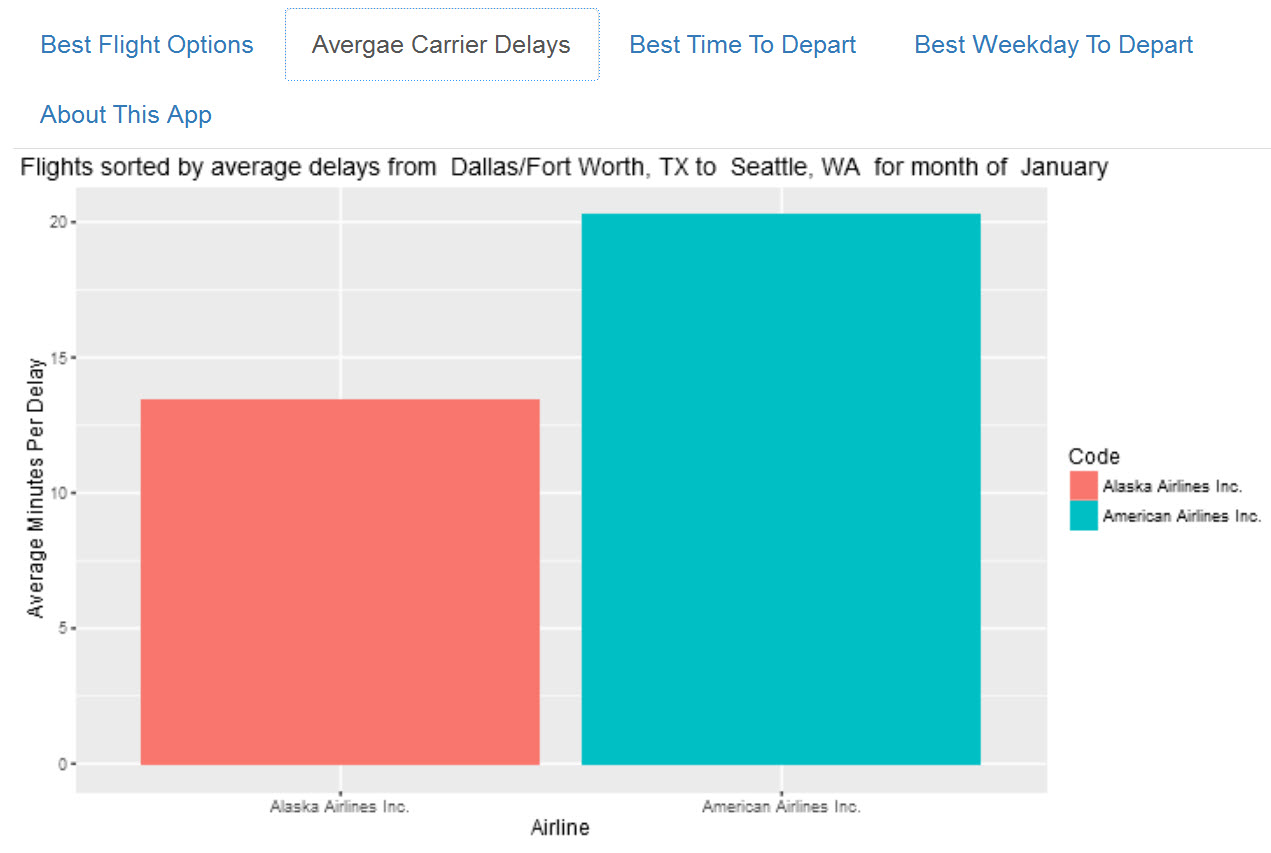 Best Flight Options
Avergae Carrier Delays
Best Time To Depart
Best Weekday To Depart
About This App
Flights sorted by average delays from  Dallas/Fort Worth, TX to  Seattle, WA  for month of  January
Average Minutes Per Delay
20
15
10
5
0
Alaska Airlines Inc.
American Airlines Inc.
Airline
Code
Alaska Airlines Inc.
American Airlines Inc.